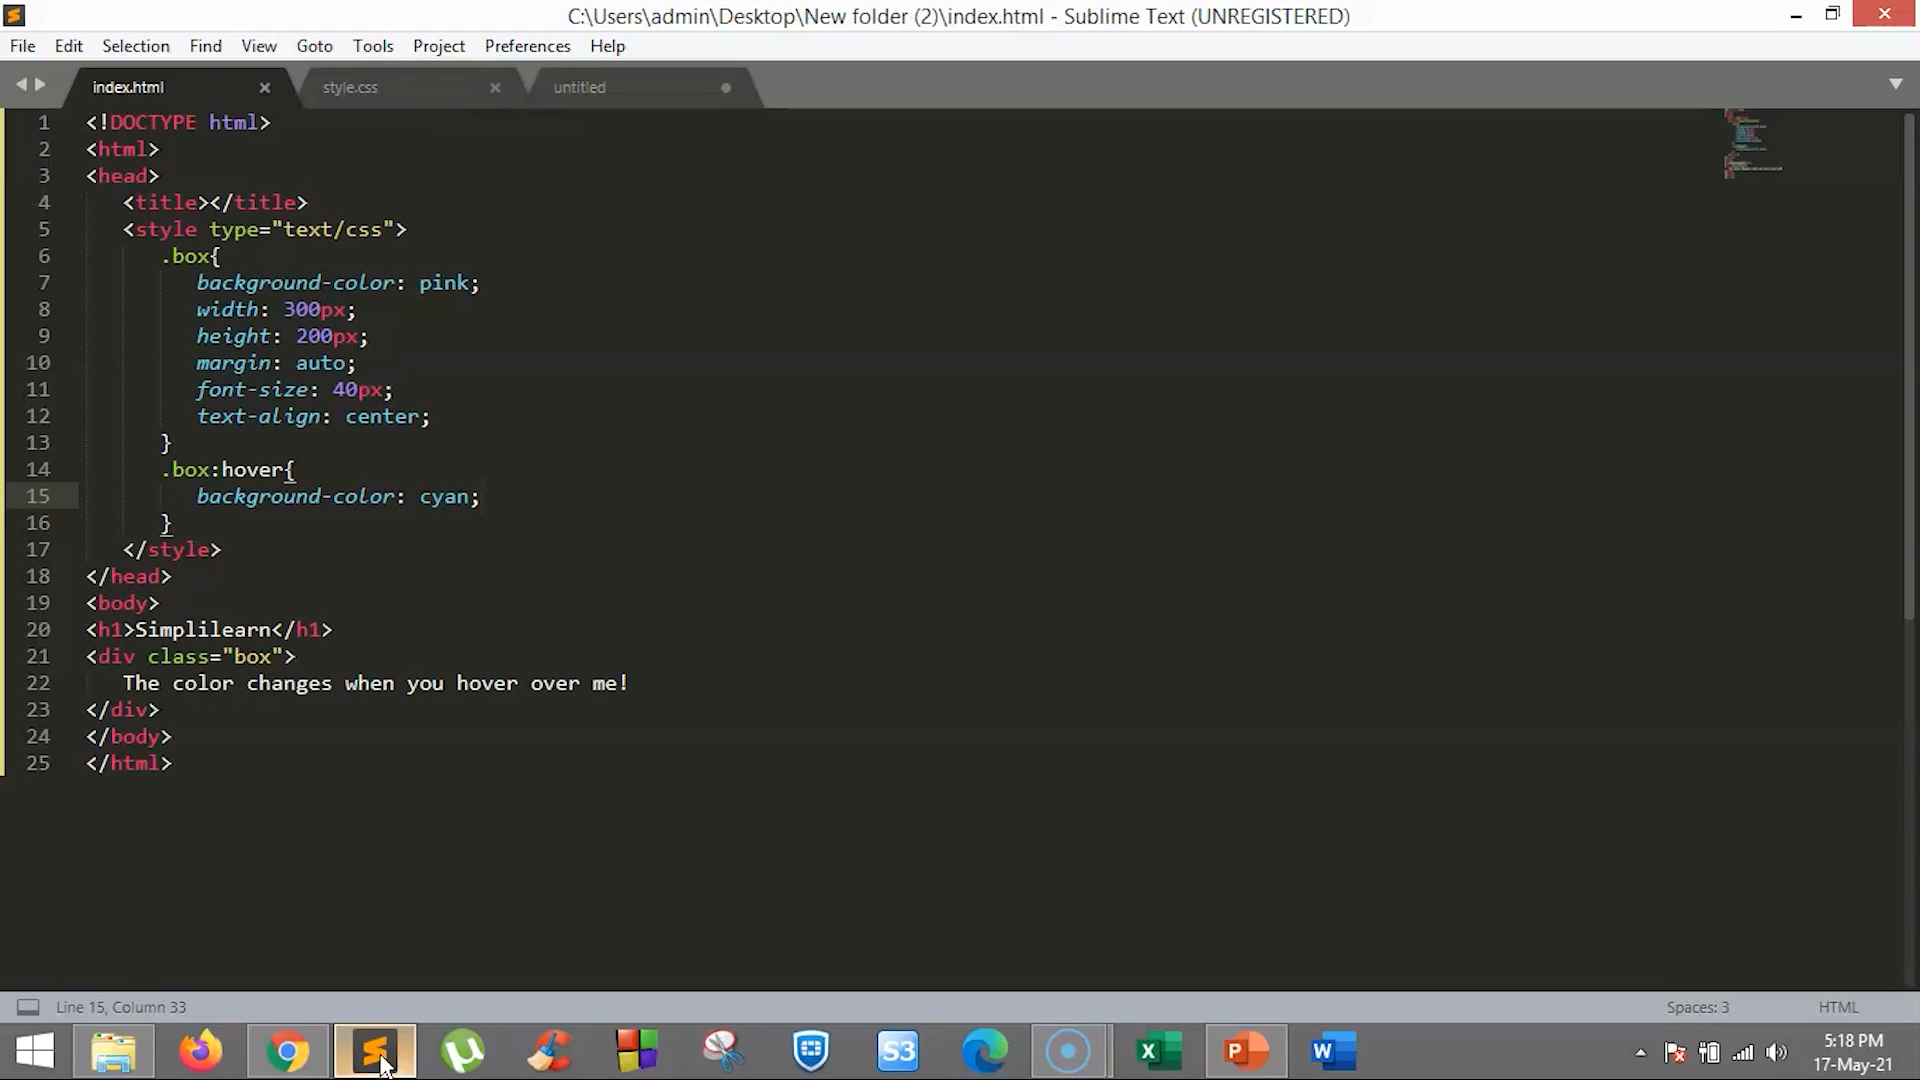 C:\Users\admin\Desktop\New folder (2)\index.html - Sublime Text (UNREGISTERED)
File Edit Selection Find View Goto Tools Project Preferences Help
index.html style.css untitled
1 <!DOCTYPE html>
2 <html>
3 <head>
4 <title></title>
5 <style type="text/css">
6 .box{
7 background-color: pink;
8 width: 300px;
9 height: 200px;
10 margin: auto;
11 font-size: 40px;
12 text-align: center;
13 }
14 .box:hover{
15 background-color: cyan;
16 }
17 </style>
18 </head>
19 <body>
20 <h1>Simplilearn</h1>
21 <div class="box">
22 The color changes when you hover over me!
23 </div>
24 </body>
25 </html>
Line 15, Column 33 Spaces: 3 HTML
S3 5:18 PM
17-May-21